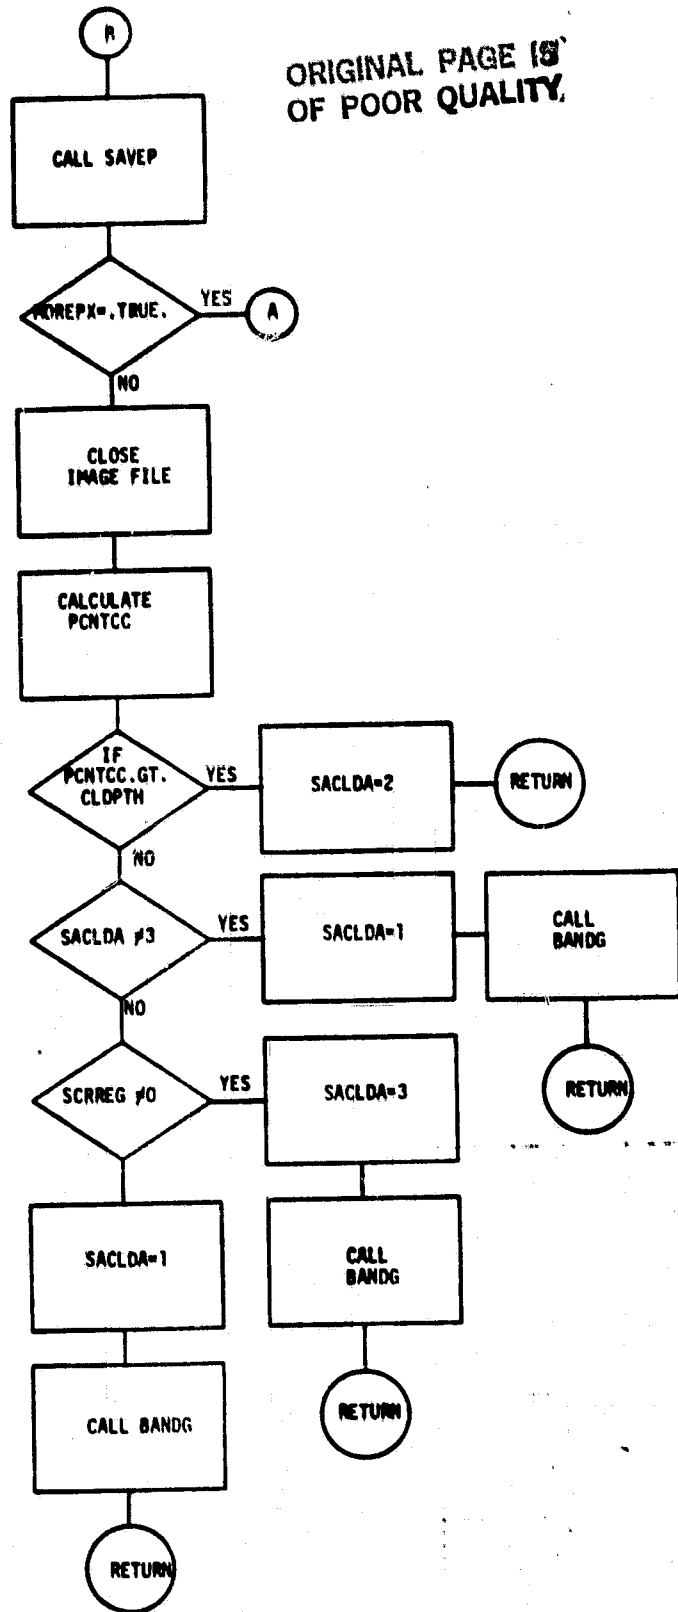 R
ORIGINAL PAGE IS
OF POOR QUALITY
CALL SAVEP
MOREPX=.TRUE.
YES
A
NO
CLOSE
IMAGE FILE
CALCULATE
PCNTCC
IF
PCNTCC.GT.
CLDPTH
YES
SACLDA=2
RETURN
NO
SACLDA ≠3
YES
SACLDA=1
CALL
BANDG
RETURN
NO
SCRREG ≠0
YES
SACLDA=3
CALL
BANDG
RETURN
SACLDA=1
CALL BANDG
RETURN